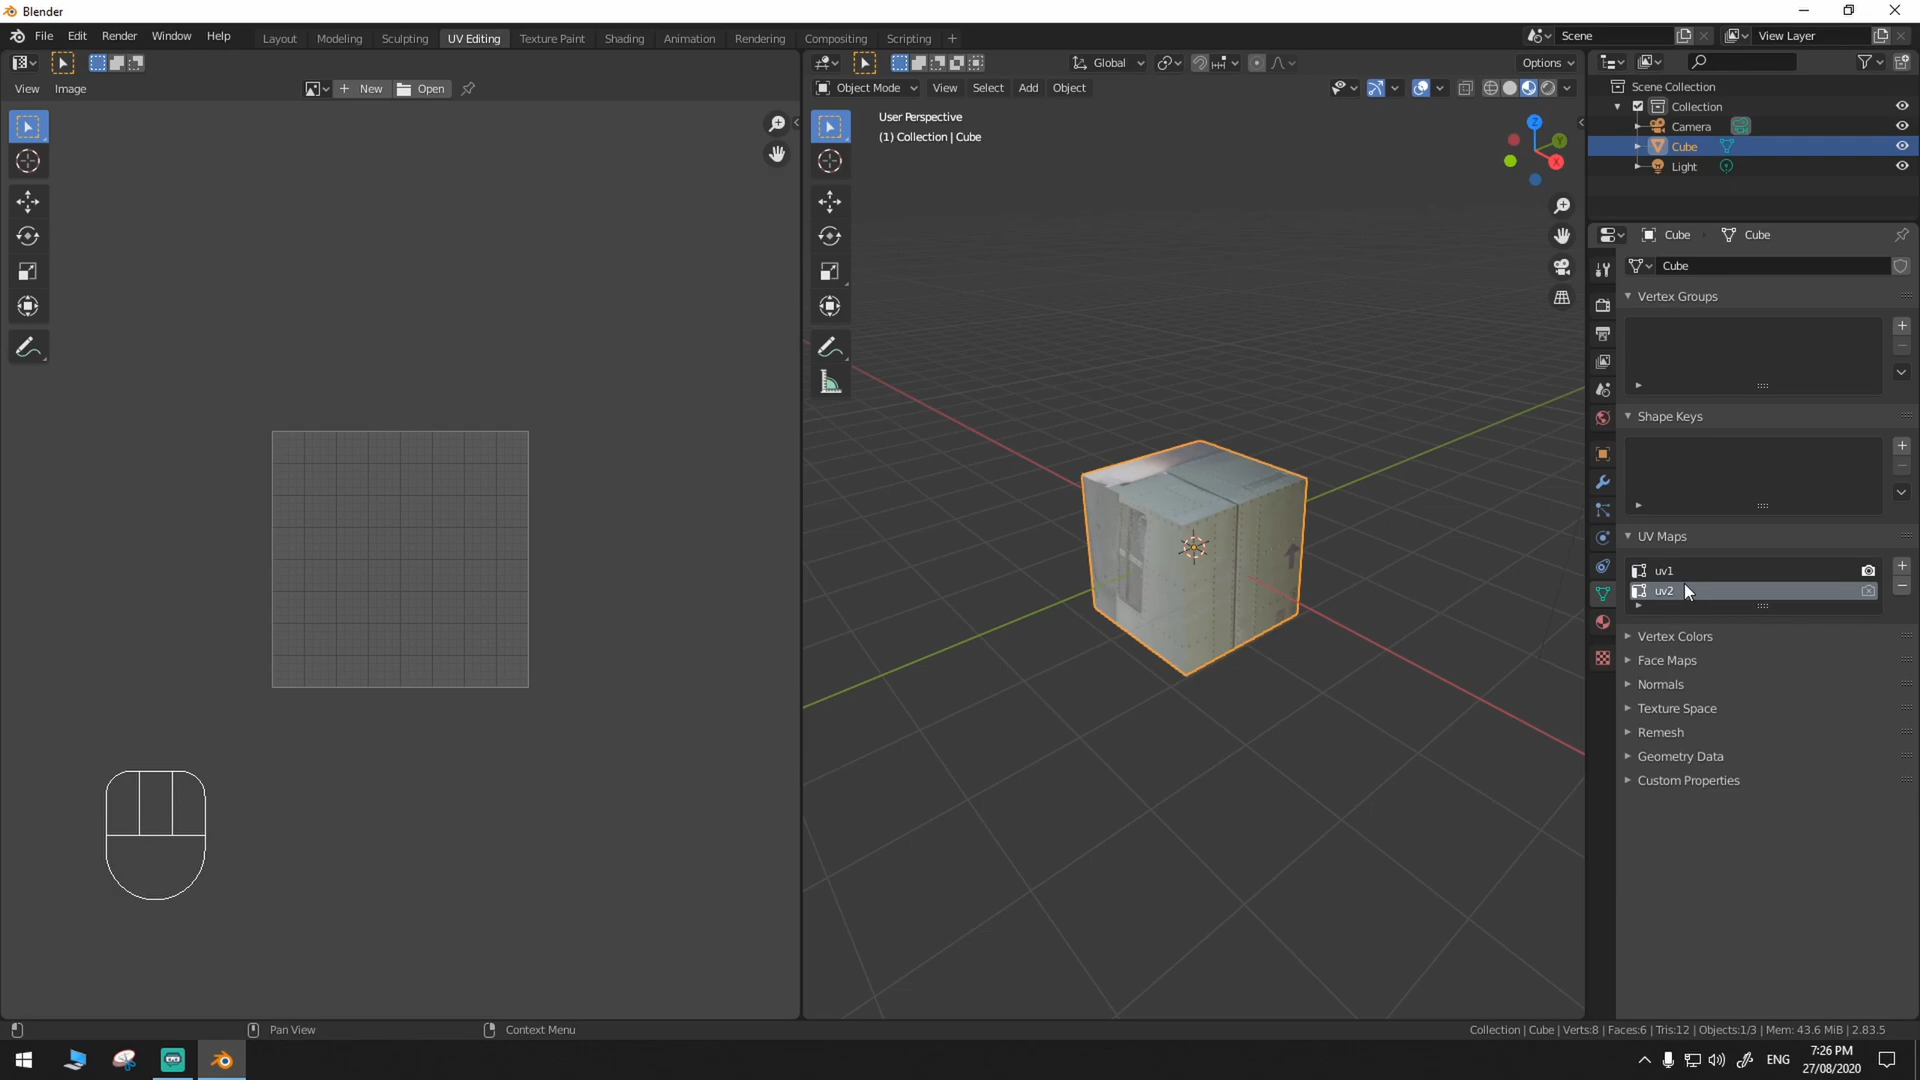 Blender
File Edit Render Window Help
Layout Modeling Sculpting UV Editing Texture Paint Shading Animation Rendering Compositing Scripting +
Scene
View Layer
Global
Options
View Image
+ New Open
Object Mode View Select Add Object
User Perspective
(1) Collection | Cube
Z
Y
X
Scene Collection
Collection
Camera
Cube
Light
Cube Cube
Cube
Vertex Groups
Shape Keys
UV Maps
uv1
uv2
Vertex Colors
Face Maps
Normals
Texture Space
Remesh
Geometry Data
Custom Properties
Pan View
Context Menu
Collection | Cube | Verts:8 | Faces:6 | Tris:12 | Objects:1/3 | Mem: 43.6 MiB | 2.83.5
ENG
7:26 PM
27/08/2020